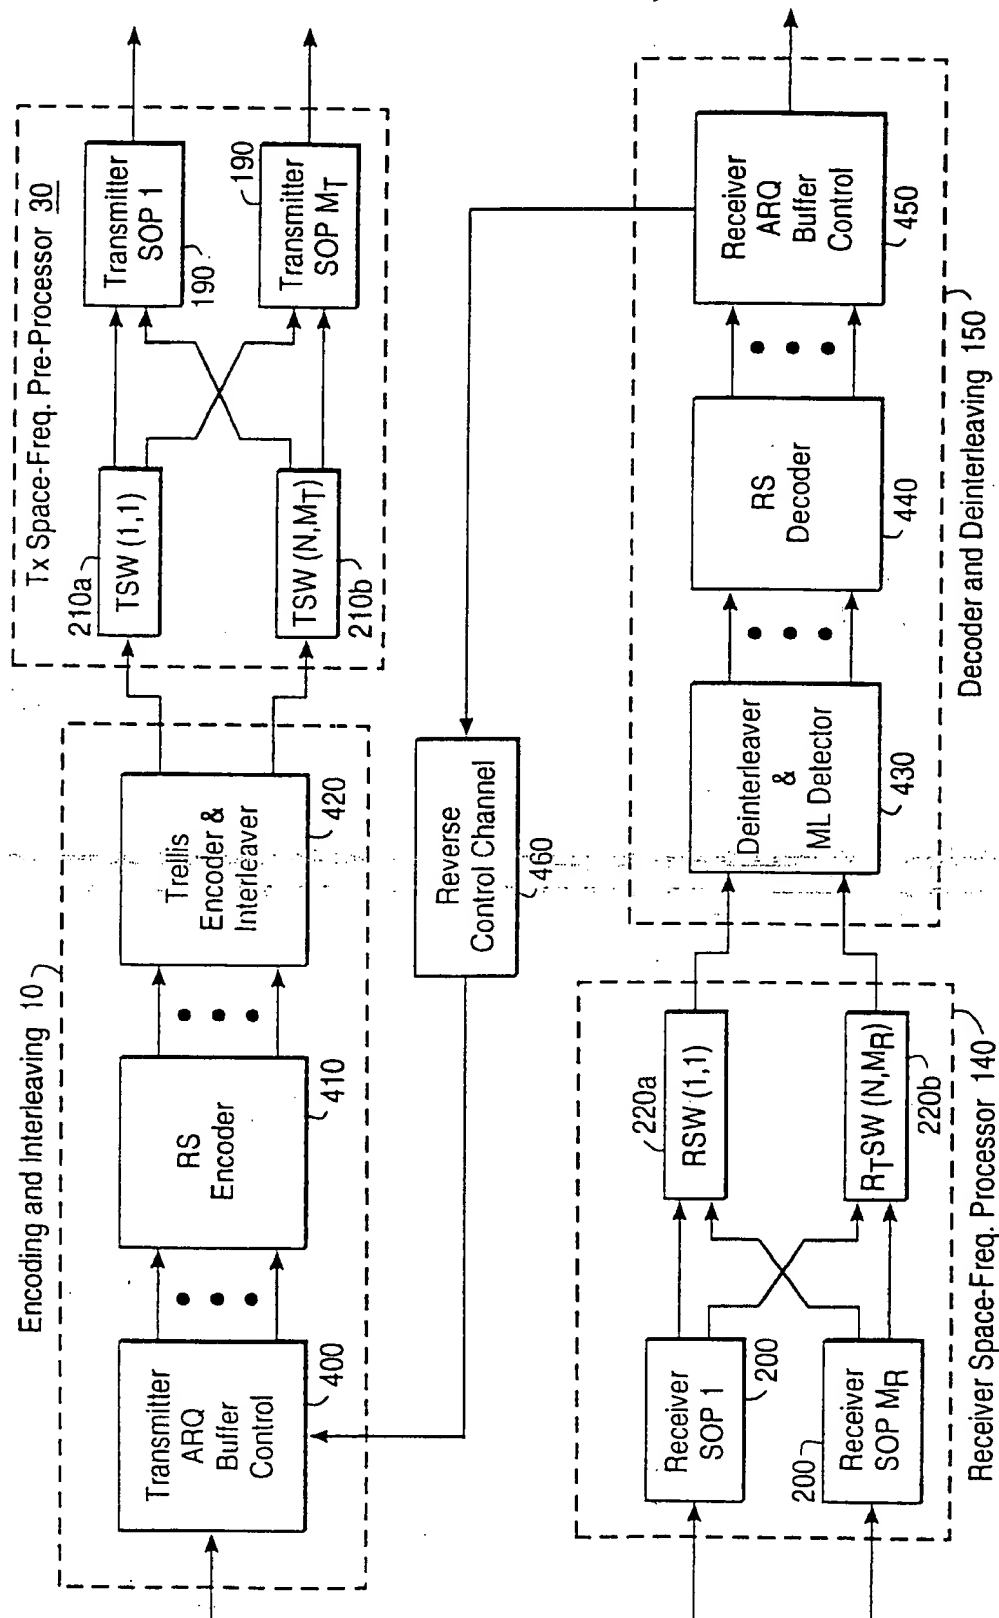 Encoding and Interleaving 10
Transmitter
ARQ
Buffer
Control
400
RS
Encoder
410
Trellis
Encoder &
Interleaver
420
Tx Space-Freq. Pre-Processor 30
210a
TSW (1,1)
TSW (N,MT)
210b
Transmitter
SOP 1
190
190
Transmitter
SOP MT
Reverse
Control Channel
460
Receiver
SOP 1
200
200
Receiver
SOP MR
220a
RSW (1,1)
RTSW (N,MR)
220b
Receiver Space-Freq. Processor 140
Deinterleaver
&
ML Detector
430
RS
Decoder
440
Receiver
ARQ
Buffer
Control
450
Decoder and Deinterleaving 150